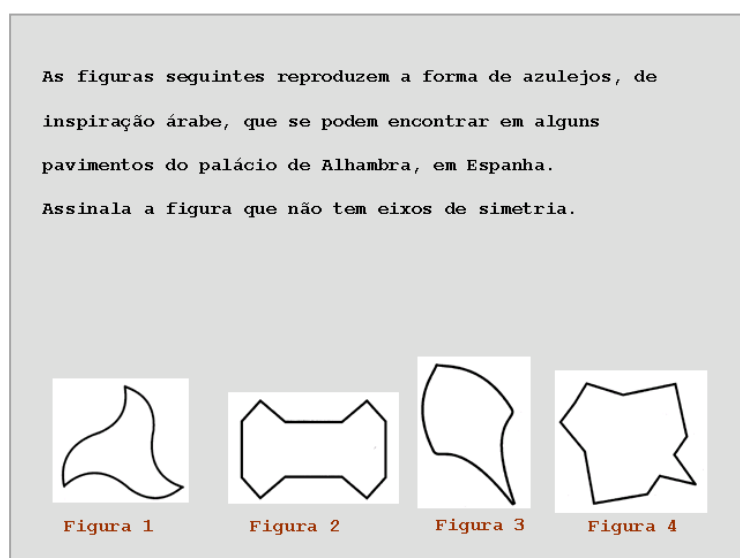 As figuras seguintes reproduzem a forma de azulejos, de
inspiração árabe, que se podem encontrar em alguns
pavimentos do palácio de Alhambra, em Espanha.
Assinala a figura que não tem eixos de simetria.
Figura 1
Figura 2
Figura 3
Figura 4